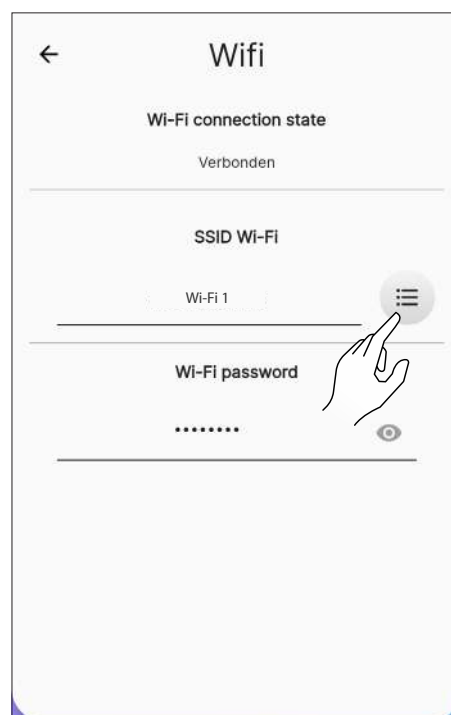 Wifi
Wi-Fi connection state
Verbonden
SSID Wi-Fi
Wi-Fi 1
Wi-Fi password
••••••••